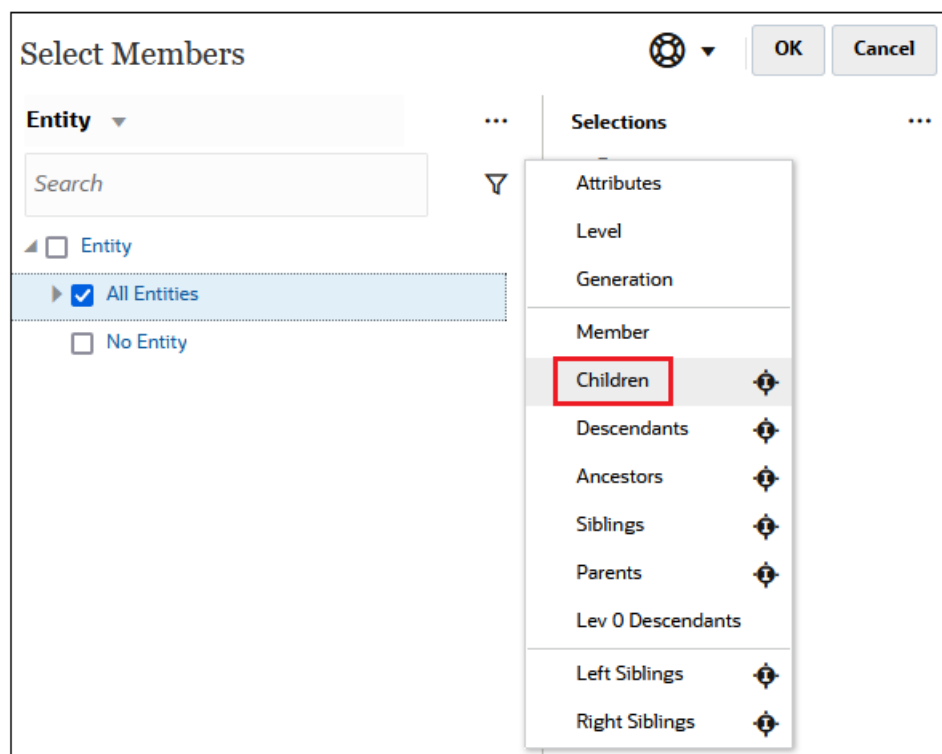 Select Members
OK
Cancel
Entity
...
Selections
...
Search
Entity
All Entities
No Entity
Attributes
Level
Generation
Member
Children
Descendants
Ancestors
Siblings
Parents
Lev 0 Descendants
Left Siblings
Right Siblings